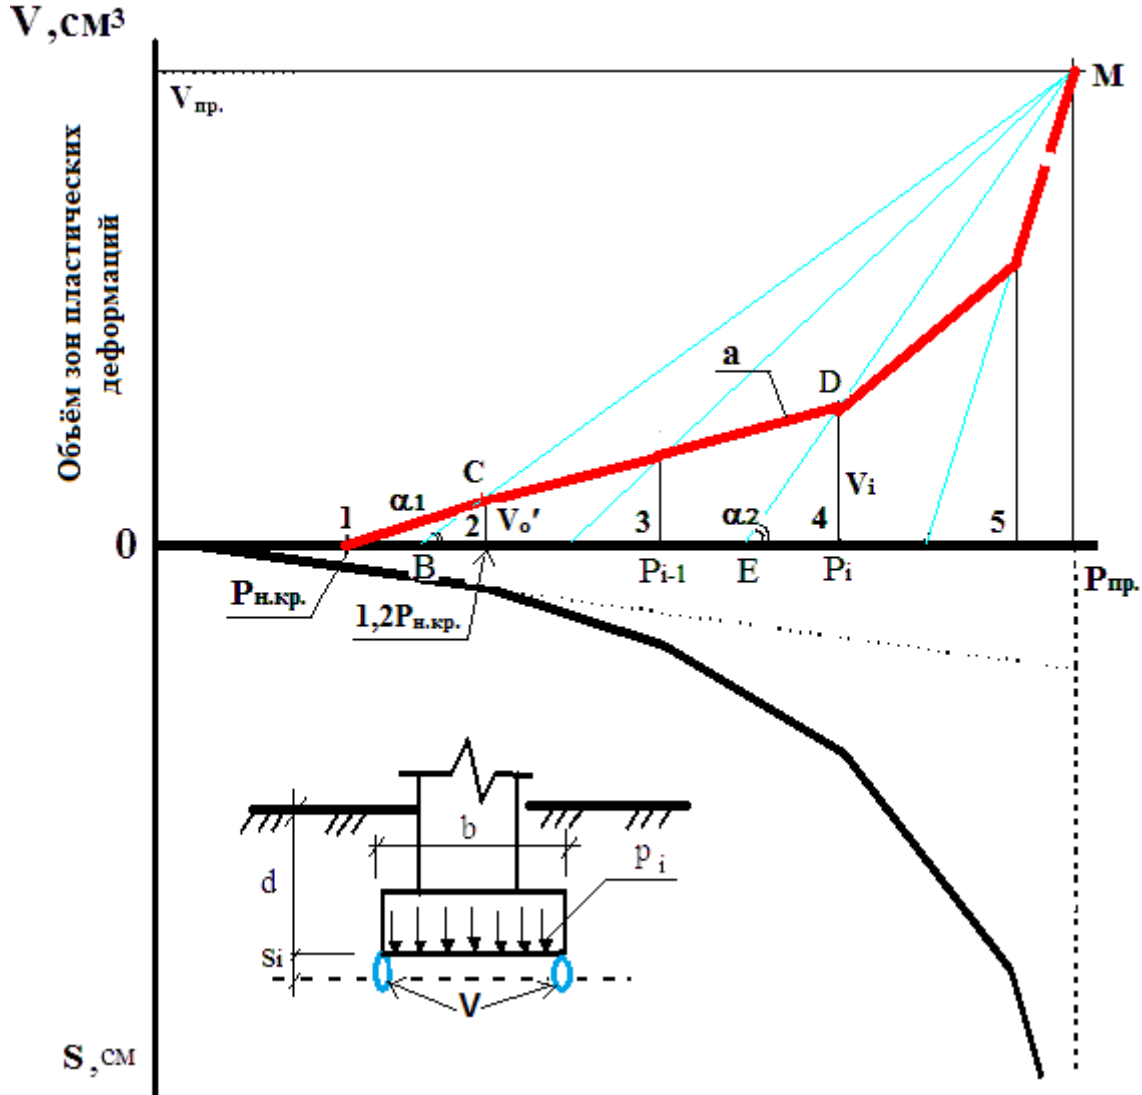 V,см³
M
Vпр.
Объём зон пластических
деформаций
a
D
C
Vi
α1
α2
1
2
Vo′
3
4
5
0
B
Pi-1
E
Pi
Pпр.
Pн.кр.
1,2Pн.кр.
b
p i
d
Si
V
S,см